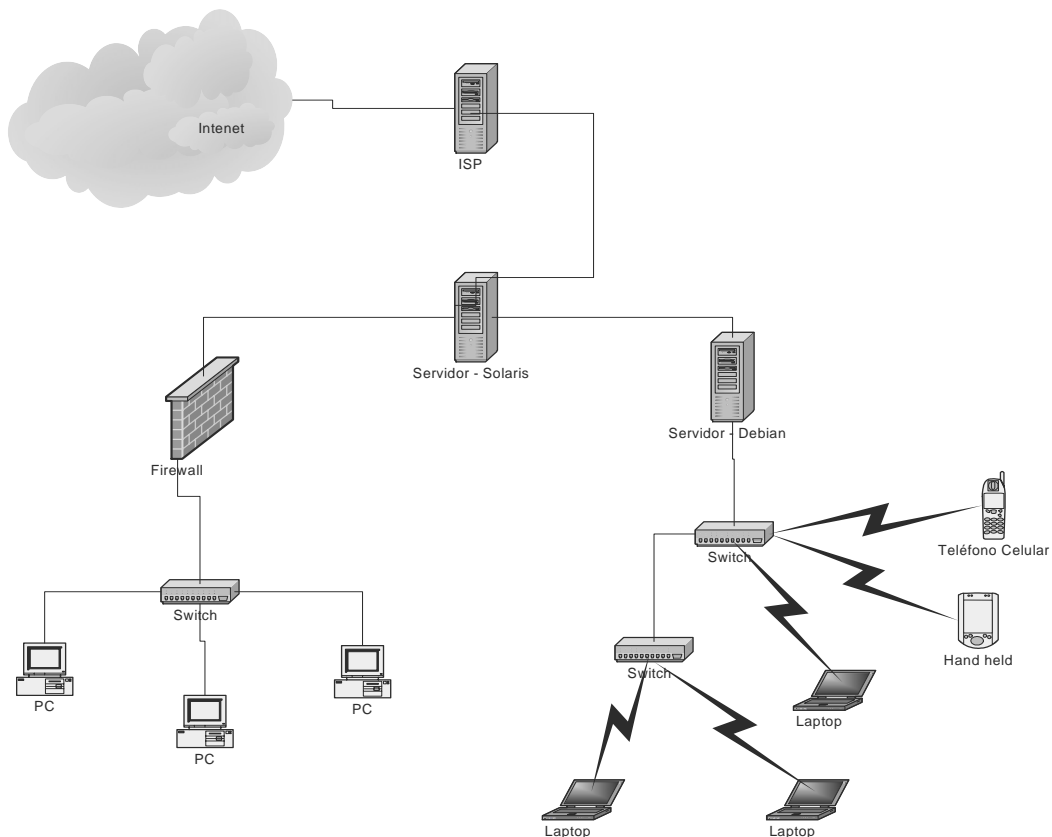 Intenet
ISP
Servidor - Solaris
Servidor - Debian
Firewall
Teléfono Celular
Switch
Switch
Hand held
Switch
PC
PC
Laptop
PC
Laptop
Laptop